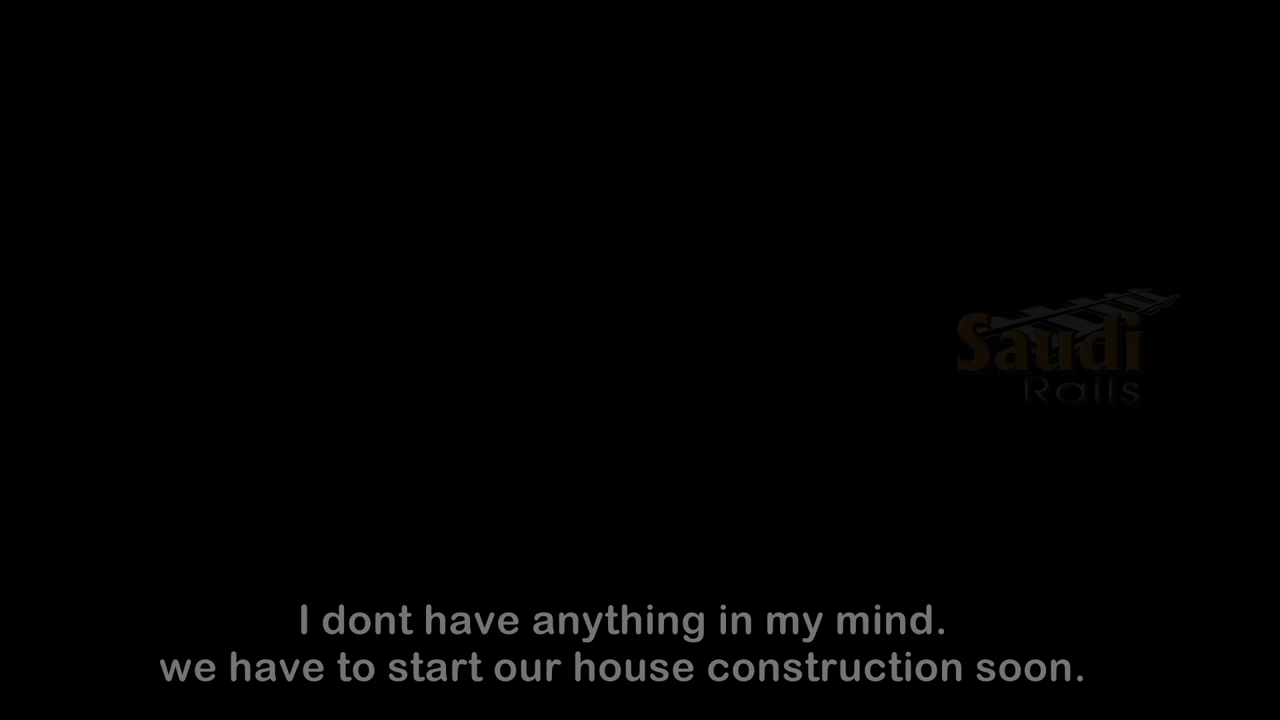 Saudi
Rails
I dont have anything in my mind.
we have to start our house construction soon.